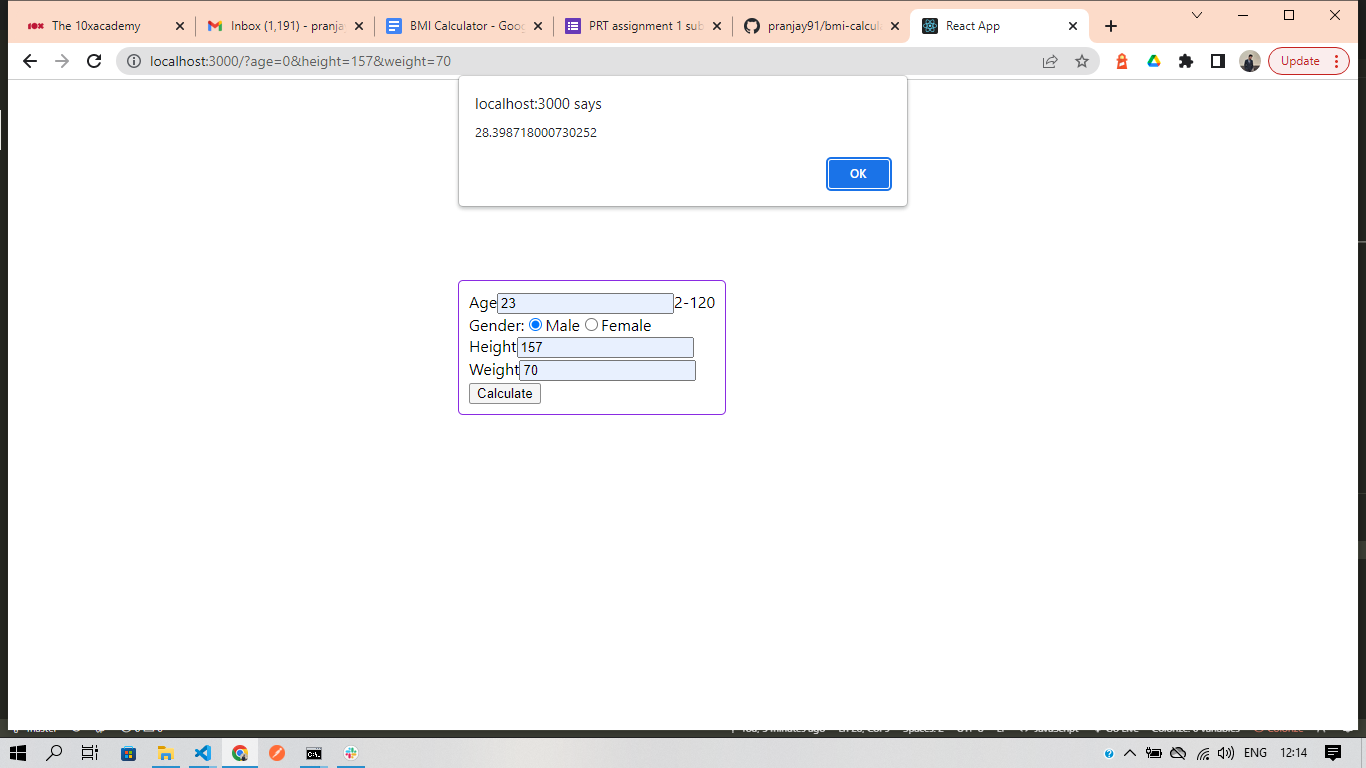 The 10xacademy
Inbox (1,191) - pranja
BMI Calculator - Goog
PRT assignment 1 sub
pranjay91/bmi-calcul
React App
localhost:3000/?age=0&height=157&weight=70
Update
localhost:3000 says
28.398718000730252
OK
Age 23 2-120
Gender: Male Female
Height 157
Weight 70
Calculate
ENG 12:14